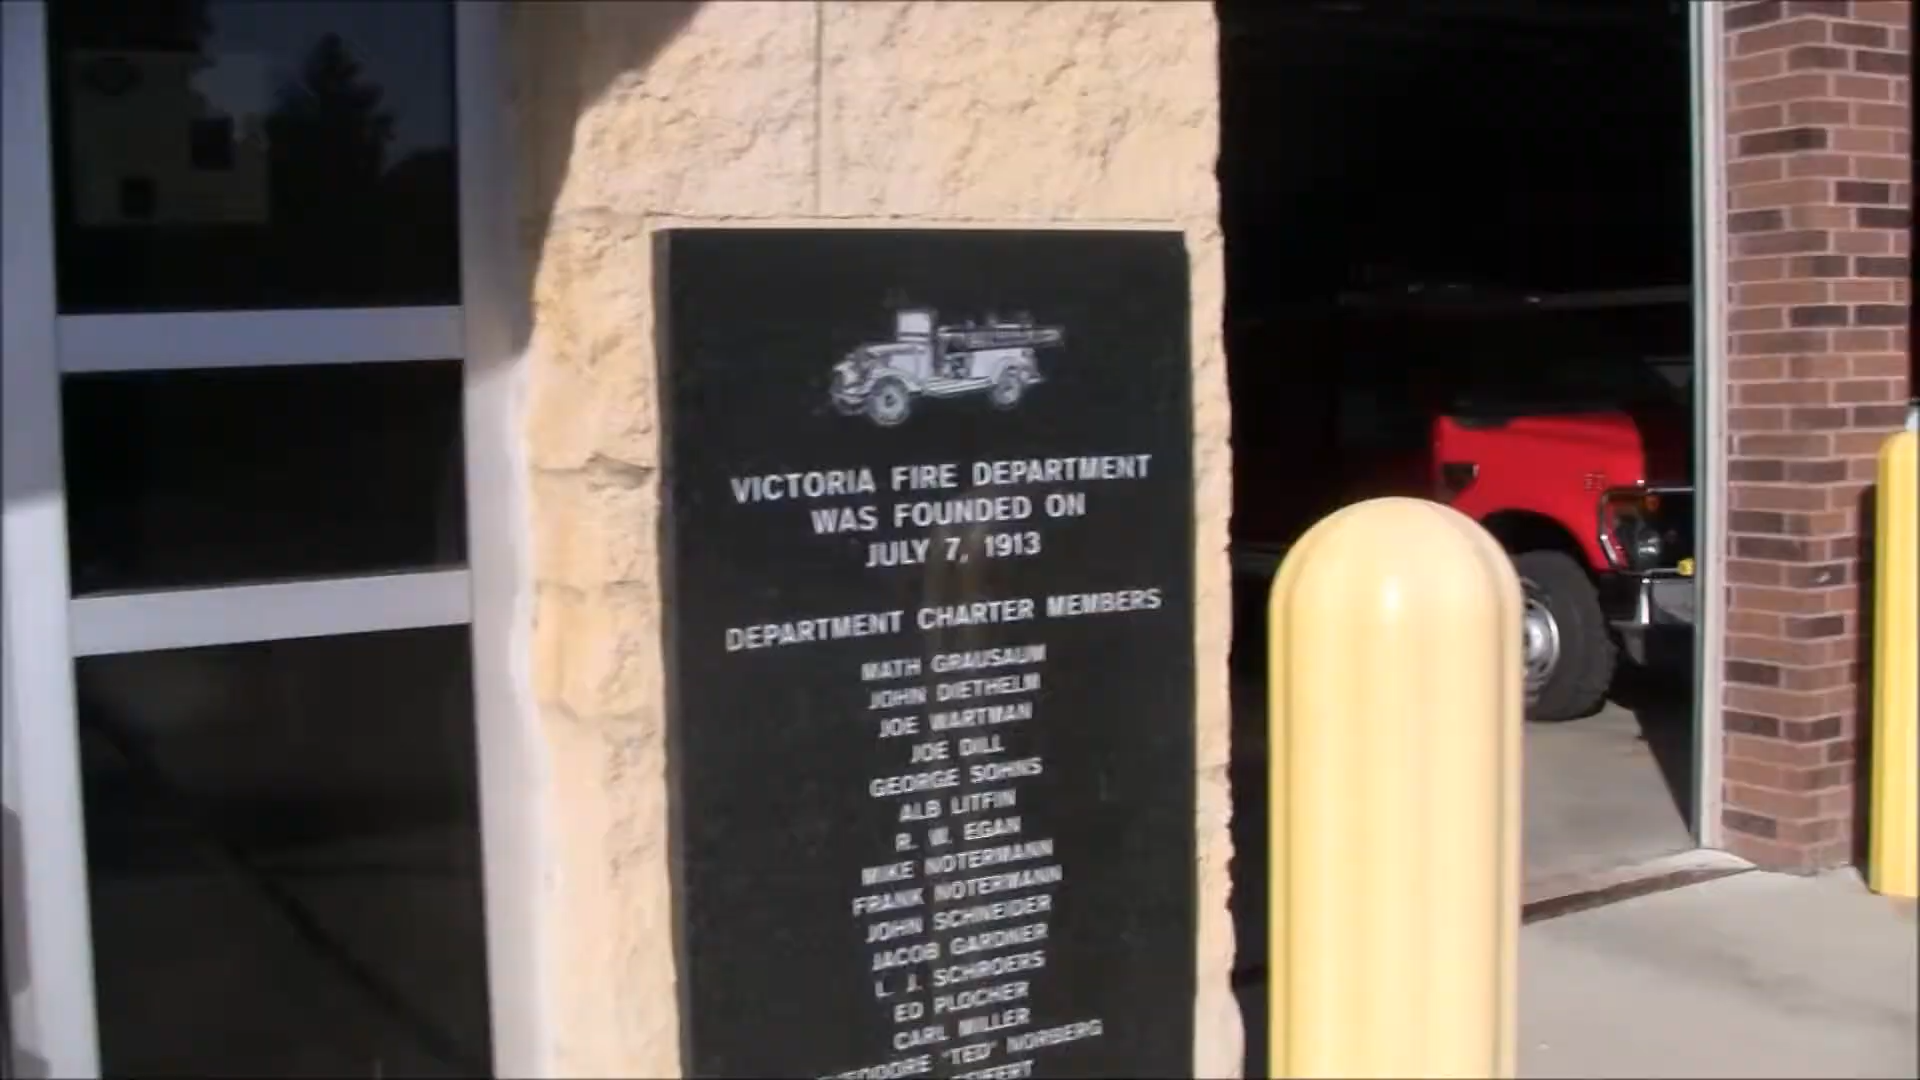 VICTORIA FIRE DEPARTMENT
WAS FOUNDED ON
JULY 7, 1913
DEPARTMENT CHARTER MEMBERS
MATH GRAUSAUM
JOHN DIETHELM
JOE WARTMAN
JOE DILL
GEORGE SOHNS
ALB LITFIN
R. W. EGAN
MIKE NOTERMANN
FRANK NOTERMANN
JOHN SCHNEIDER
JACOB GARDNER
L. J. SCHROERS
ED PLOCHER
CARL MILLER
"TED" NORBERG